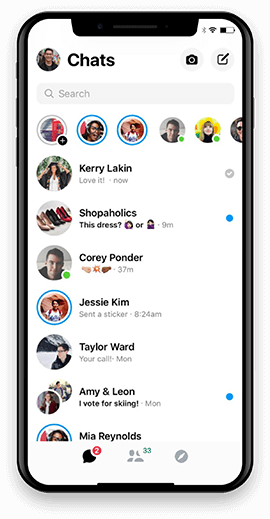 Chats
Search
Kerry Lakin
Love it! · now
Shopaholics
This dress? 💃 or 💁🏿‍♀️ · 9m
Corey Ponder
🤜🏼💥🤛🏿 · 37m
Jessie Kim
Sent a sticker · 8:24am
Taylor Ward
Your call!· Mon
Amy & Leon
I vote for skiing! · Mon
Mia Reynolds
2
33